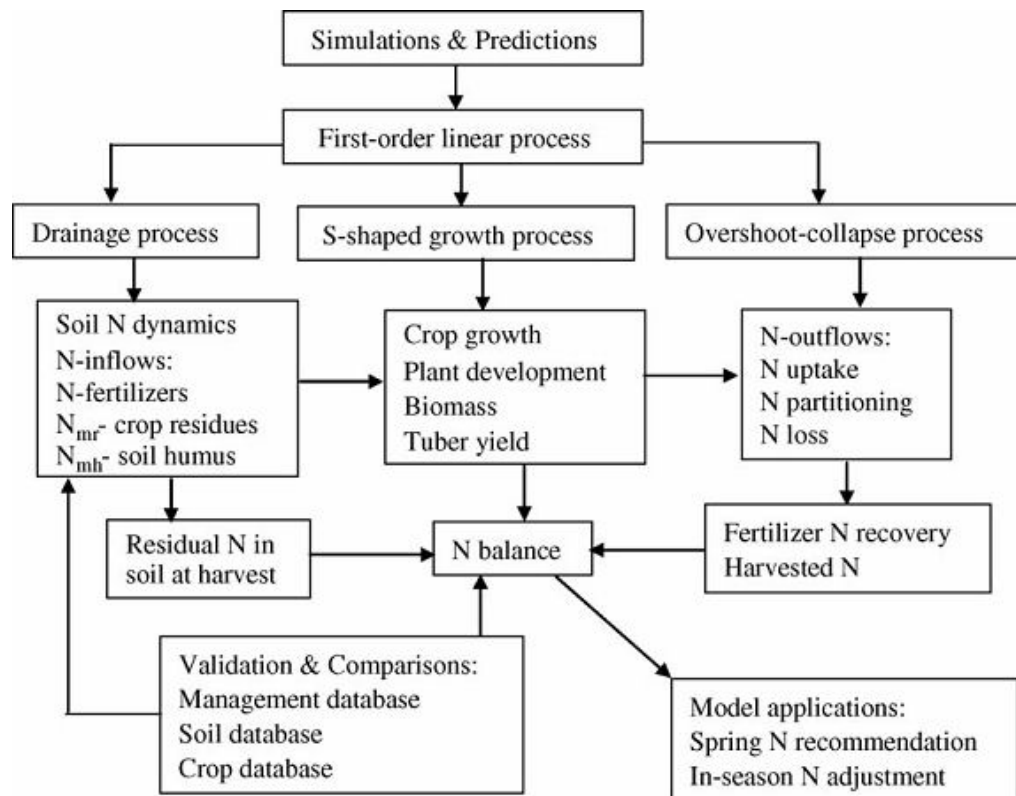 Simulations & Predictions
First-order linear process
Drainage process
S-shaped growth process
Overshoot-collapse process
Soil N dynamics
N-inflows:
N-fertilizers
Nmr- crop residues
Nmh- soil humus
Crop growth
Plant development
Biomass
Tuber yield
N-outflows:
N uptake
N partitioning
N loss
Residual N in
soil at harvest
N balance
Fertilizer N recovery
Harvested N
Validation & Comparisons:
Management database
Soil database
Crop database
Model applications:
Spring N recommendation
In-season N adjustment